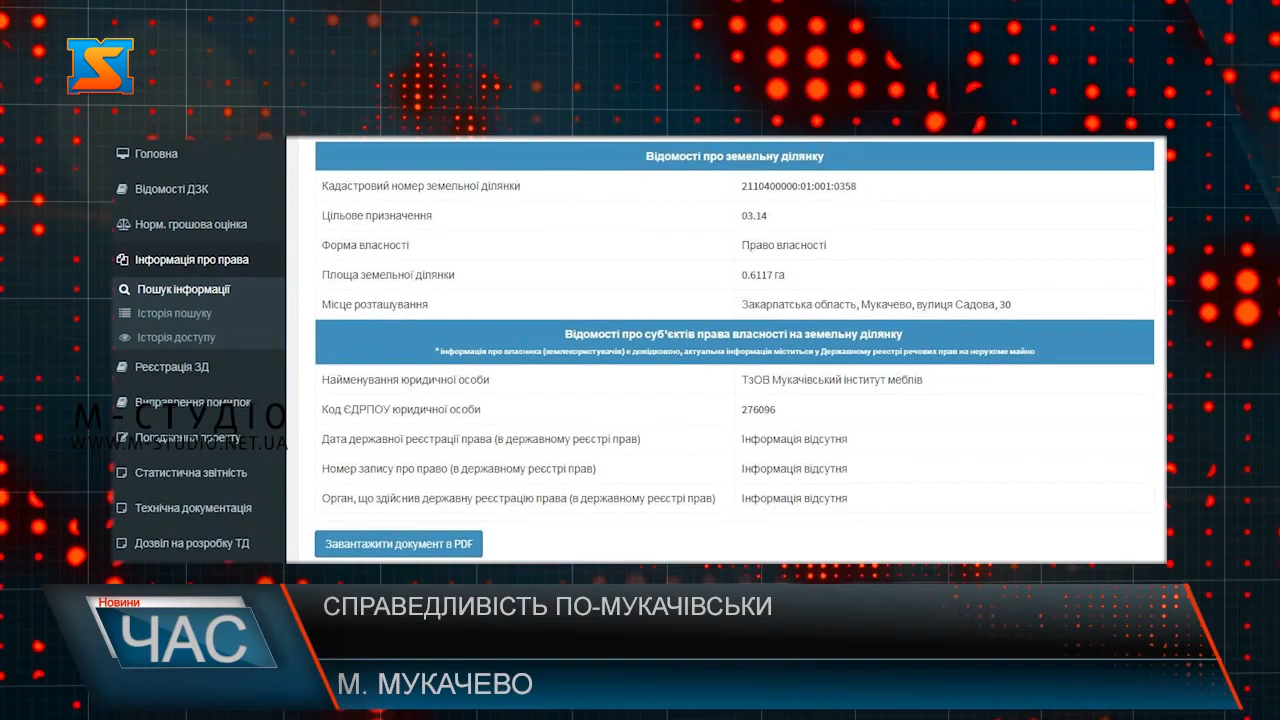 Головна
Відомості ДЗК
Норм. грошова оцінка
Інформація про права
Пошук інформації
Історія пошуку
Історія доступу
Реєстрація ЗД
Виправлення помилок
Погодження проекту
Статистична звітність
Технічна документація
Дозвіл на розробку ТД
М-СТУДІО
WWW.M-STUDIO.NET.UA
Відомості про земельну ділянку
Кадастровий номер земельної ділянки 2110400000:01:001:0358
Цільове призначення 03.14
Форма власності Право власності
Площа земельної ділянки 0.6117 га
Місце розташування Закарпатська область, Мукачево, вулиця Садова, 30
Відомості про суб'єктів права власності на земельну ділянку
* інформація про власника (землекористувачів) є довідковою, актуальна інформація міститься у Державному реєстрі речових прав на нерухоме майно
Найменування юридичної особи ТзОВ Мукачівський інститут меблів
Код ЄДРПОУ юридичної особи 276096
Дата державної реєстрації права (в державному реєстрі прав) Інформація відсутня
Номер запису про право (в державному реєстрі прав) Інформація відсутня
Орган, що здійснив державну реєстрацію права (в державному реєстрі прав) Інформація відсутня
Завантажити документ в PDF
Новини
ЧАС
СПРАВЕДЛИВІСТЬ ПО-МУКАЧІВСЬКИ
М. МУКАЧЕВО